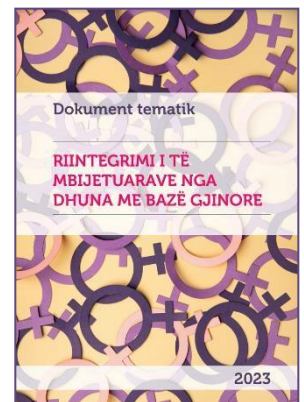 Dokument tematik
RIINTEGRIMI I TË
MBIJETUARAVE NGA
DHUNA ME BAZË GJINORE
2023